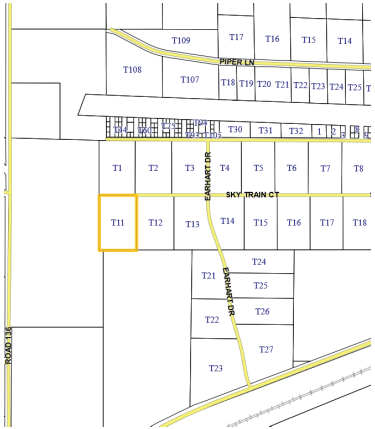 T17
T16
T15
T14
T109
PIPER LN
T108
T107
T18
T19
T20
T21
T22
T23
T24
T25
T30
T31
T32
1
2
T1
T2
T3
EARHART DR
T4
T5
T6
T7
T8
SKY TRAIN CT
T11
T12
T13
T14
T15
T16
T17
T18
T24
T21
EARHART DR
T25
T22
T26
T27
T23
ROAD 136